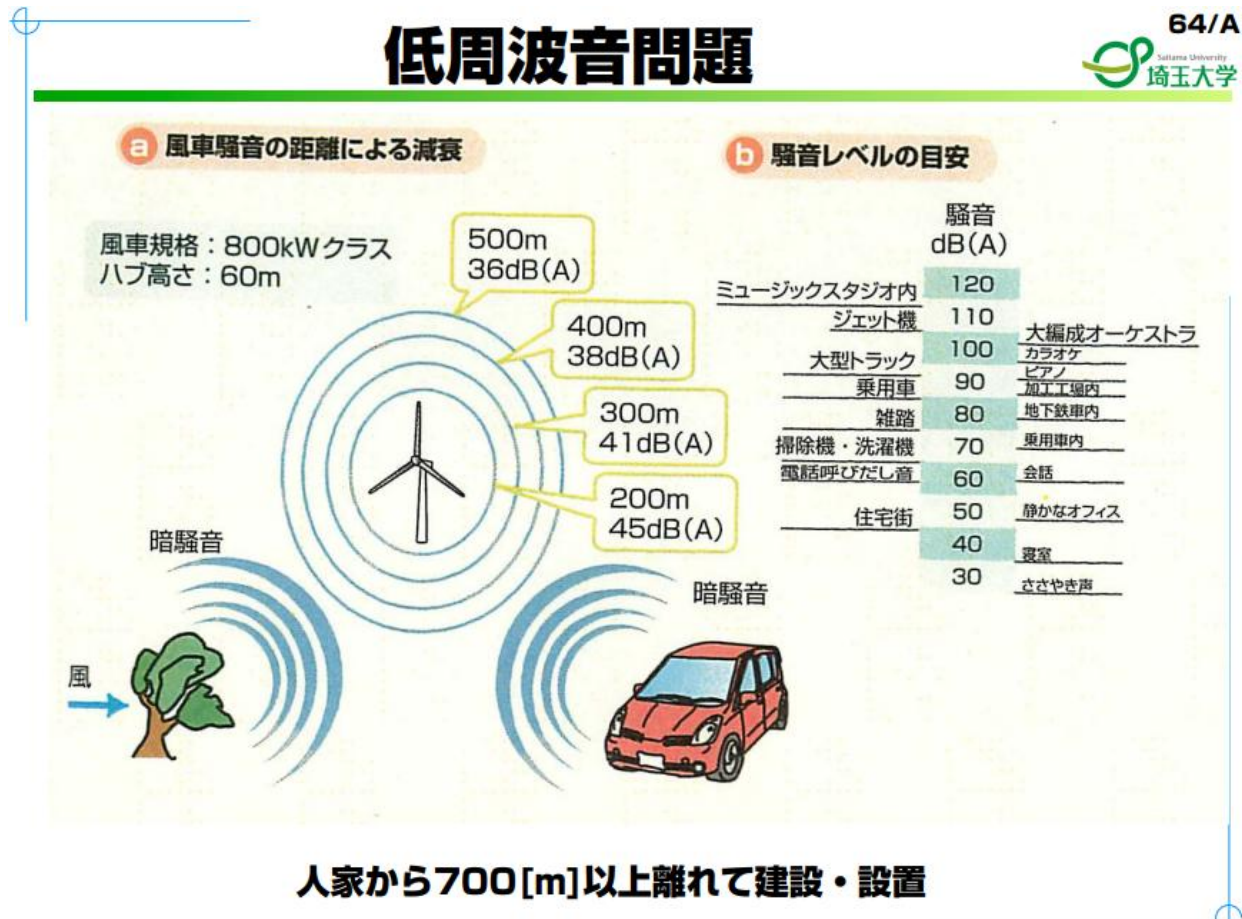 低周波音問題
64/A
Saitama University
埼玉大学
a 風車騒音の距離による減衰
風車規格：800kWクラス
ハブ高さ：60m
500m
36dB(A)
400m
38dB(A)
300m
41dB(A)
200m
45dB(A)
暗騒音
暗騒音
風
b 騒音レベルの目安
騒音
dB(A)
ミュージックスタジオ内
120
ジェット機
110
大編成オーケストラ
100
カラオケ
大型トラック
ピアノ
乗用車
90
加工工場内
雑踏
80
地下鉄車内
掃除機・洗濯機
70
乗用車内
電話呼びだし音
60
会話
住宅街
50
静かなオフィス
40
寝室
30
ささやき声
人家から700[m]以上離れて建設・設置